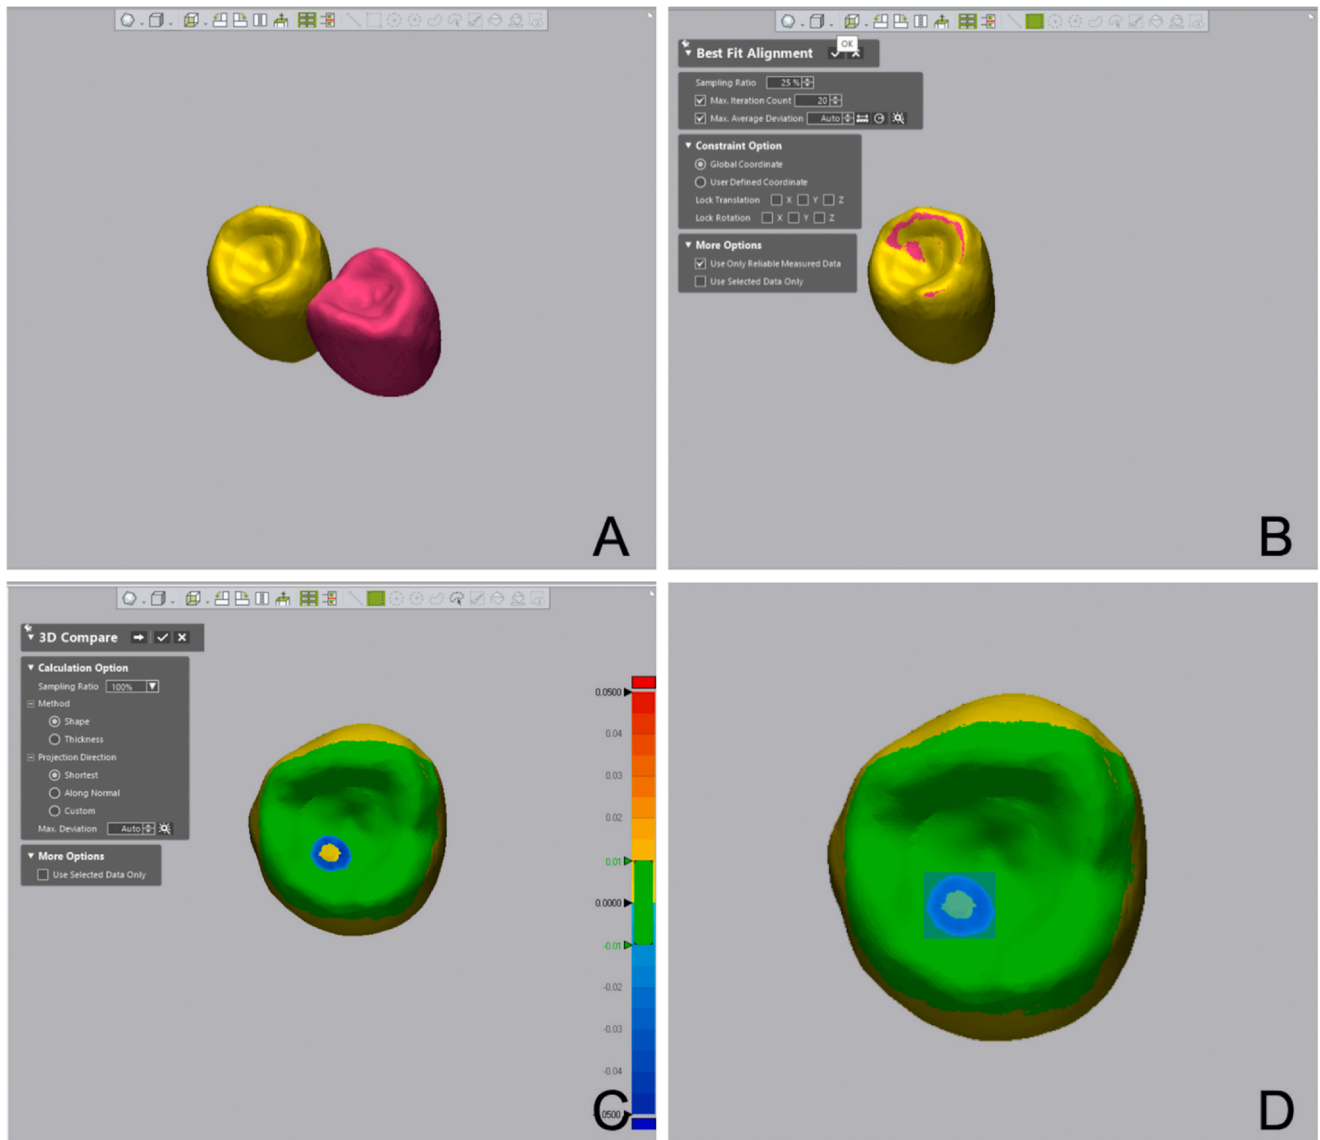 A
OK
Best Fit Alignment
Sampling Ratio 25 %
Max. Iteration Count 20
Max. Average Deviation Auto
Constraint Option
Global Coordinate
User Defined Coordinate
Lock Translation X Y Z
Lock Rotation X Y Z
More Options
Use Only Reliable Measured Data
Use Selected Data Only
B
3D Compare
Calculation Option
Sampling Ratio 100%
Method
Shape
Thickness
Projection Direction
Shortest
Along Normal
Custom
Max. Deviation Auto
More Options
Use Selected Data Only
0.0500
0.04
0.03
0.02
0.01
0.0000
-0.01
-0.02
-0.03
-0.04
0500
C
D